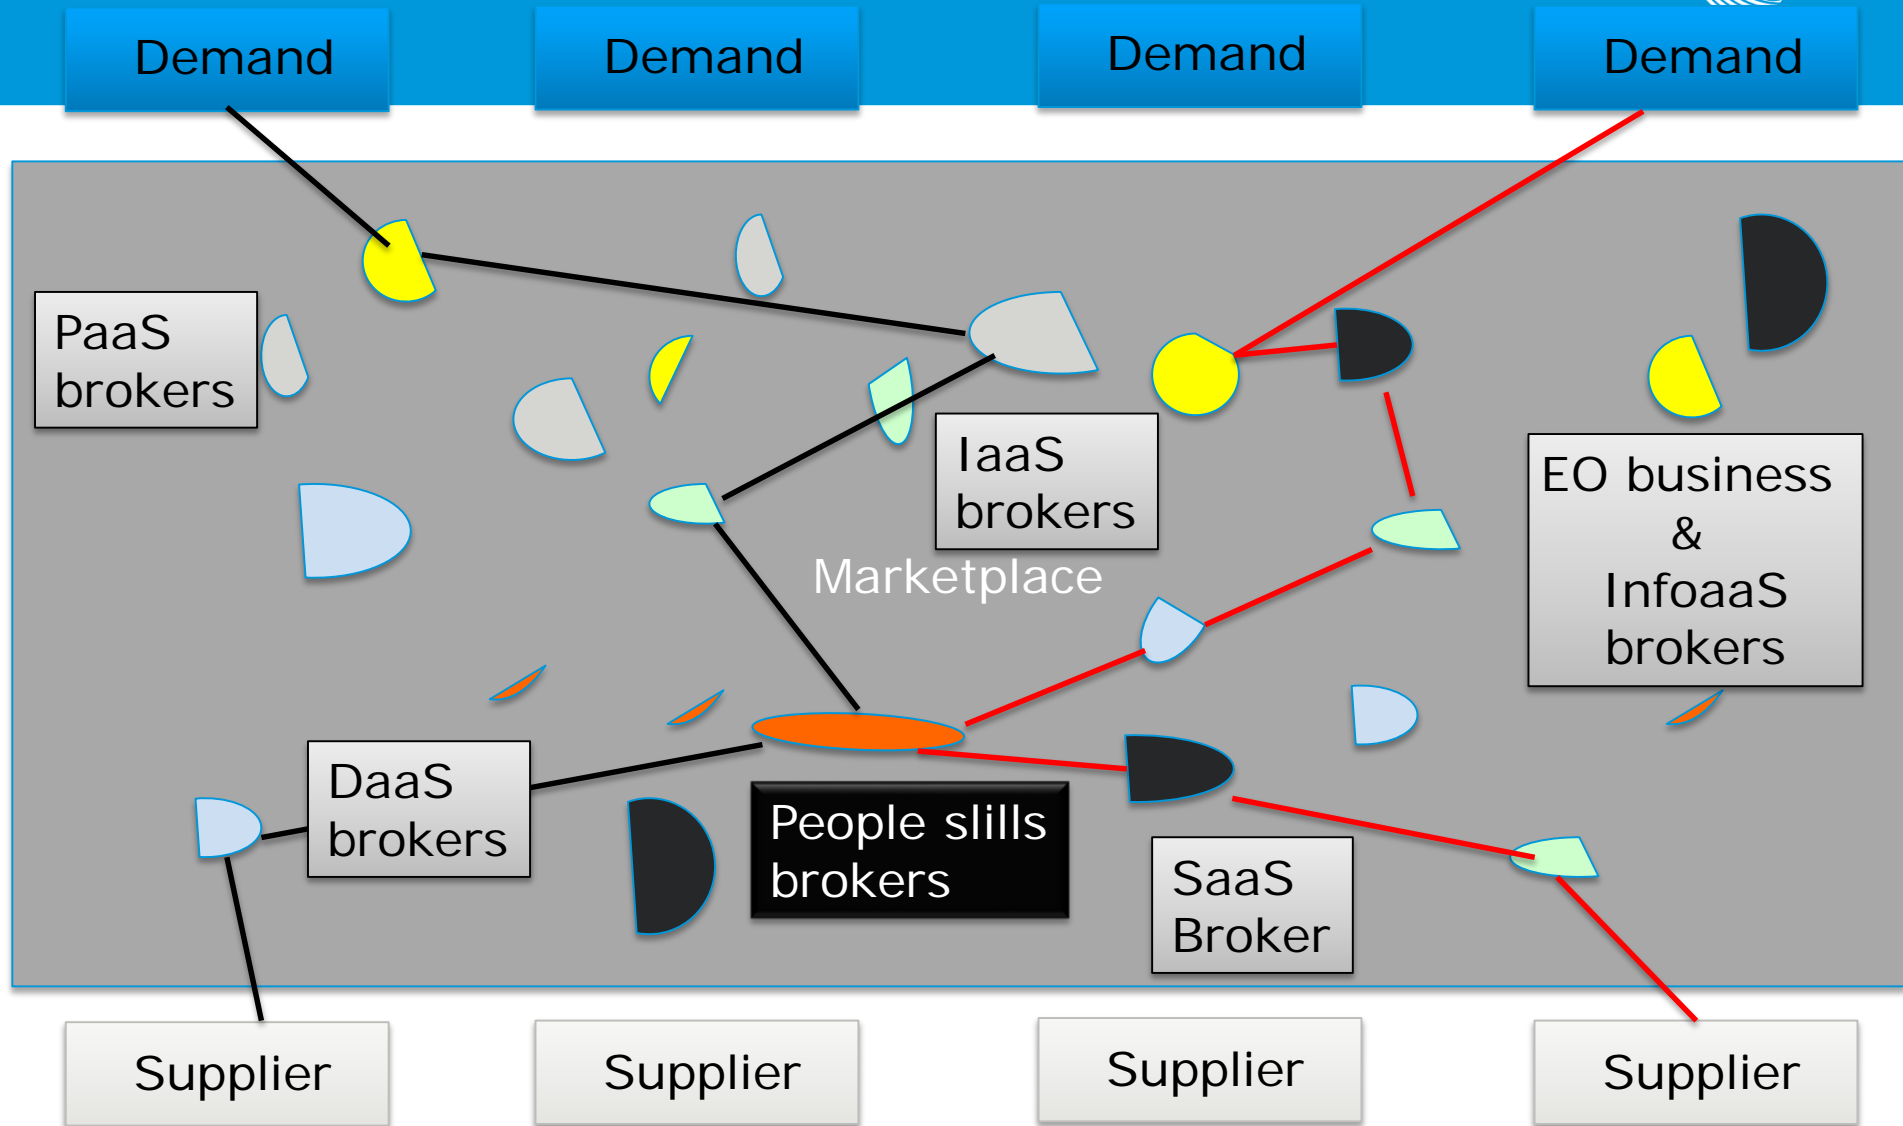 Demand
Demand
Demand
Demand
PaaS
brokers
IaaS
brokers
EO business
&
InfoaaS
brokers
Marketplace
DaaS
brokers
People slills
brokers
SaaS
Broker
Supplier
Supplier
Supplier
Supplier